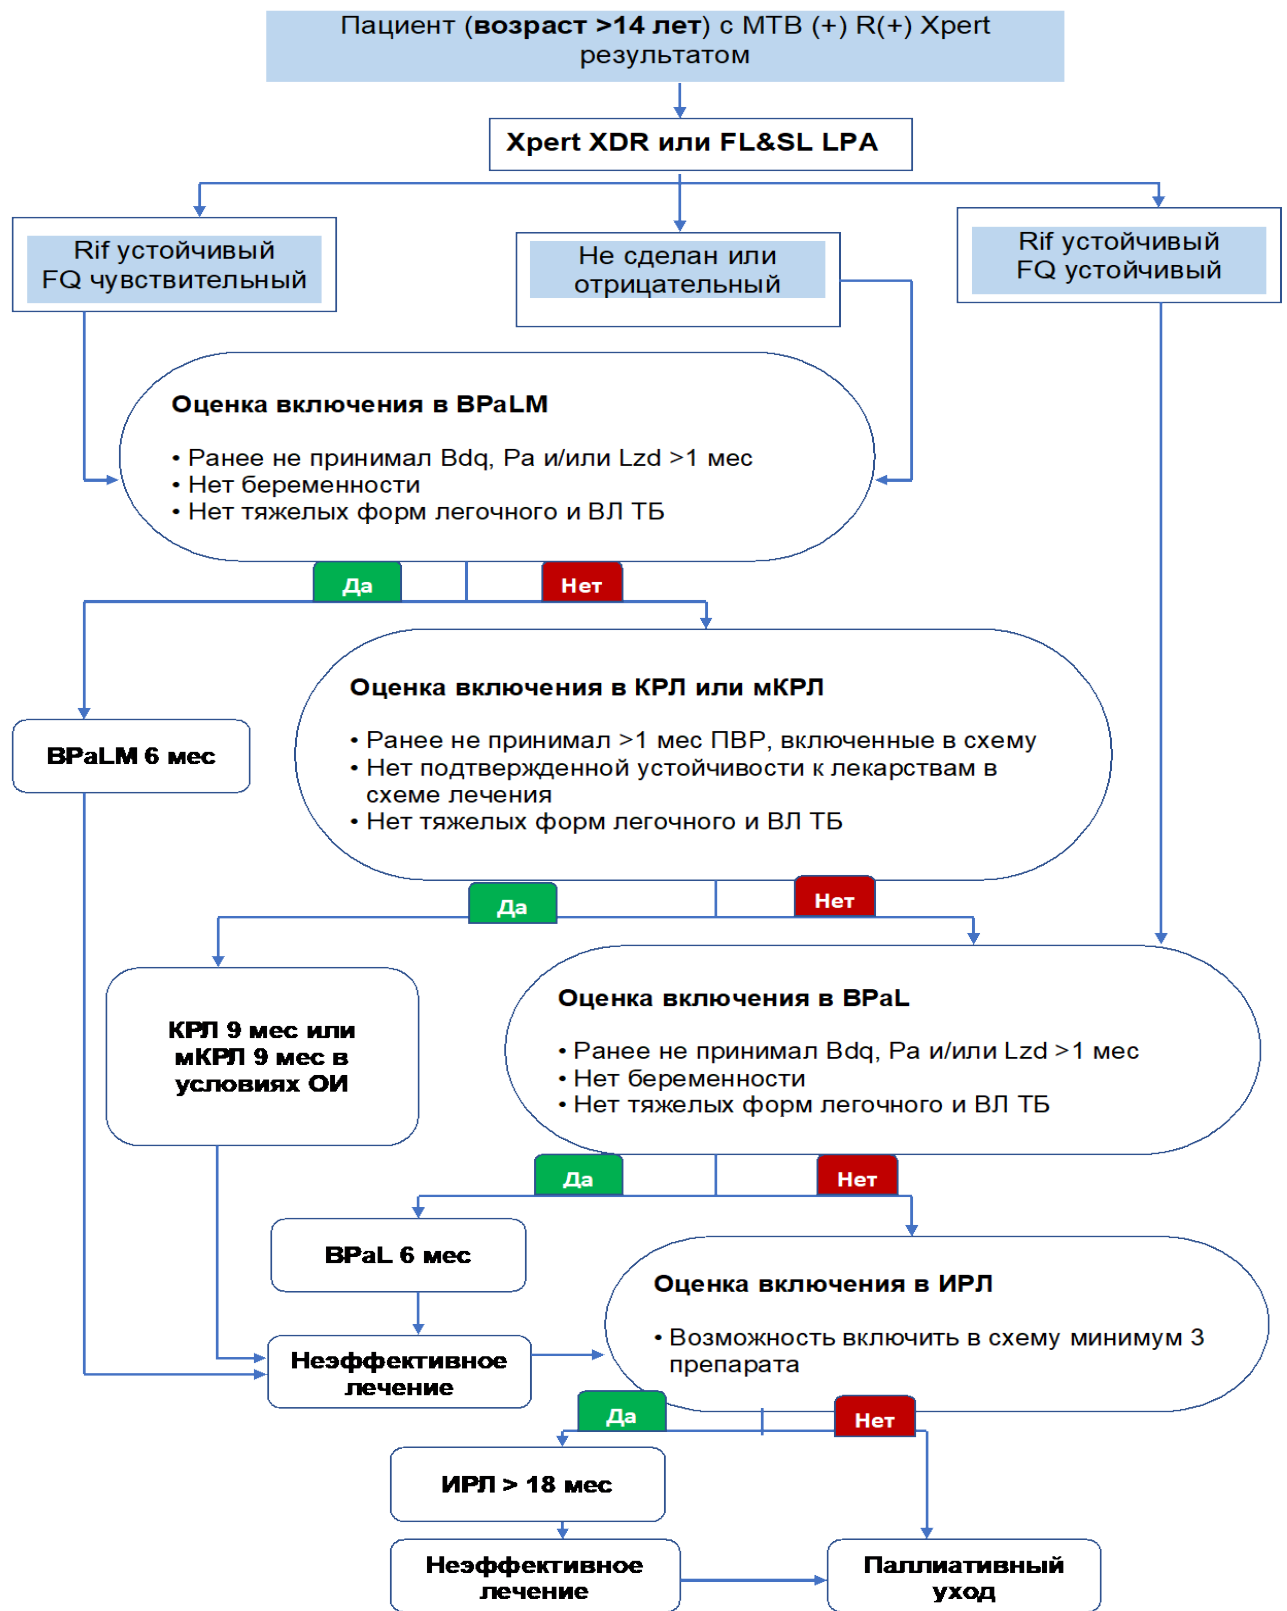 Пациент (возраст >14 лет) с МТВ (+) R(+) Xpert
результатом
Xpert XDR или FL&SL LPA
Rif устойчивый
FQ чувствительный
Не сделан или
отрицательный
Rif устойчивый
FQ устойчивый
Оценка включения в BPaLM
• Ранее не принимал Bdq, Pa и/или Lzd >1 мес
• Нет беременности
• Нет тяжелых форм легочного и ВЛ ТБ
Да
Нет
BPaLM 6 мес
Оценка включения в КРЛ или мКРЛ
• Ранее не принимал >1 мес ПВР, включенные в схему
• Нет подтвержденной устойчивости к лекарствам в
схеме лечения
• Нет тяжелых форм легочного и ВЛ ТБ
Да
Нет
КРЛ 9 мес или
мКРЛ 9 мес в
условиях ОИ
Оценка включения в BPaL
• Ранее не принимал Bdq, Pa и/или Lzd >1 мес
• Нет беременности
• Нет тяжелых форм легочного и ВЛ ТБ
Да
Нет
BPaL 6 мес
Неэффективное
лечение
Оценка включения в ИРЛ
• Возможность включить в схему минимум 3
препарата
Да
Нет
ИРЛ > 18 мес
Неэффективное
лечение
Паллиативный
уход